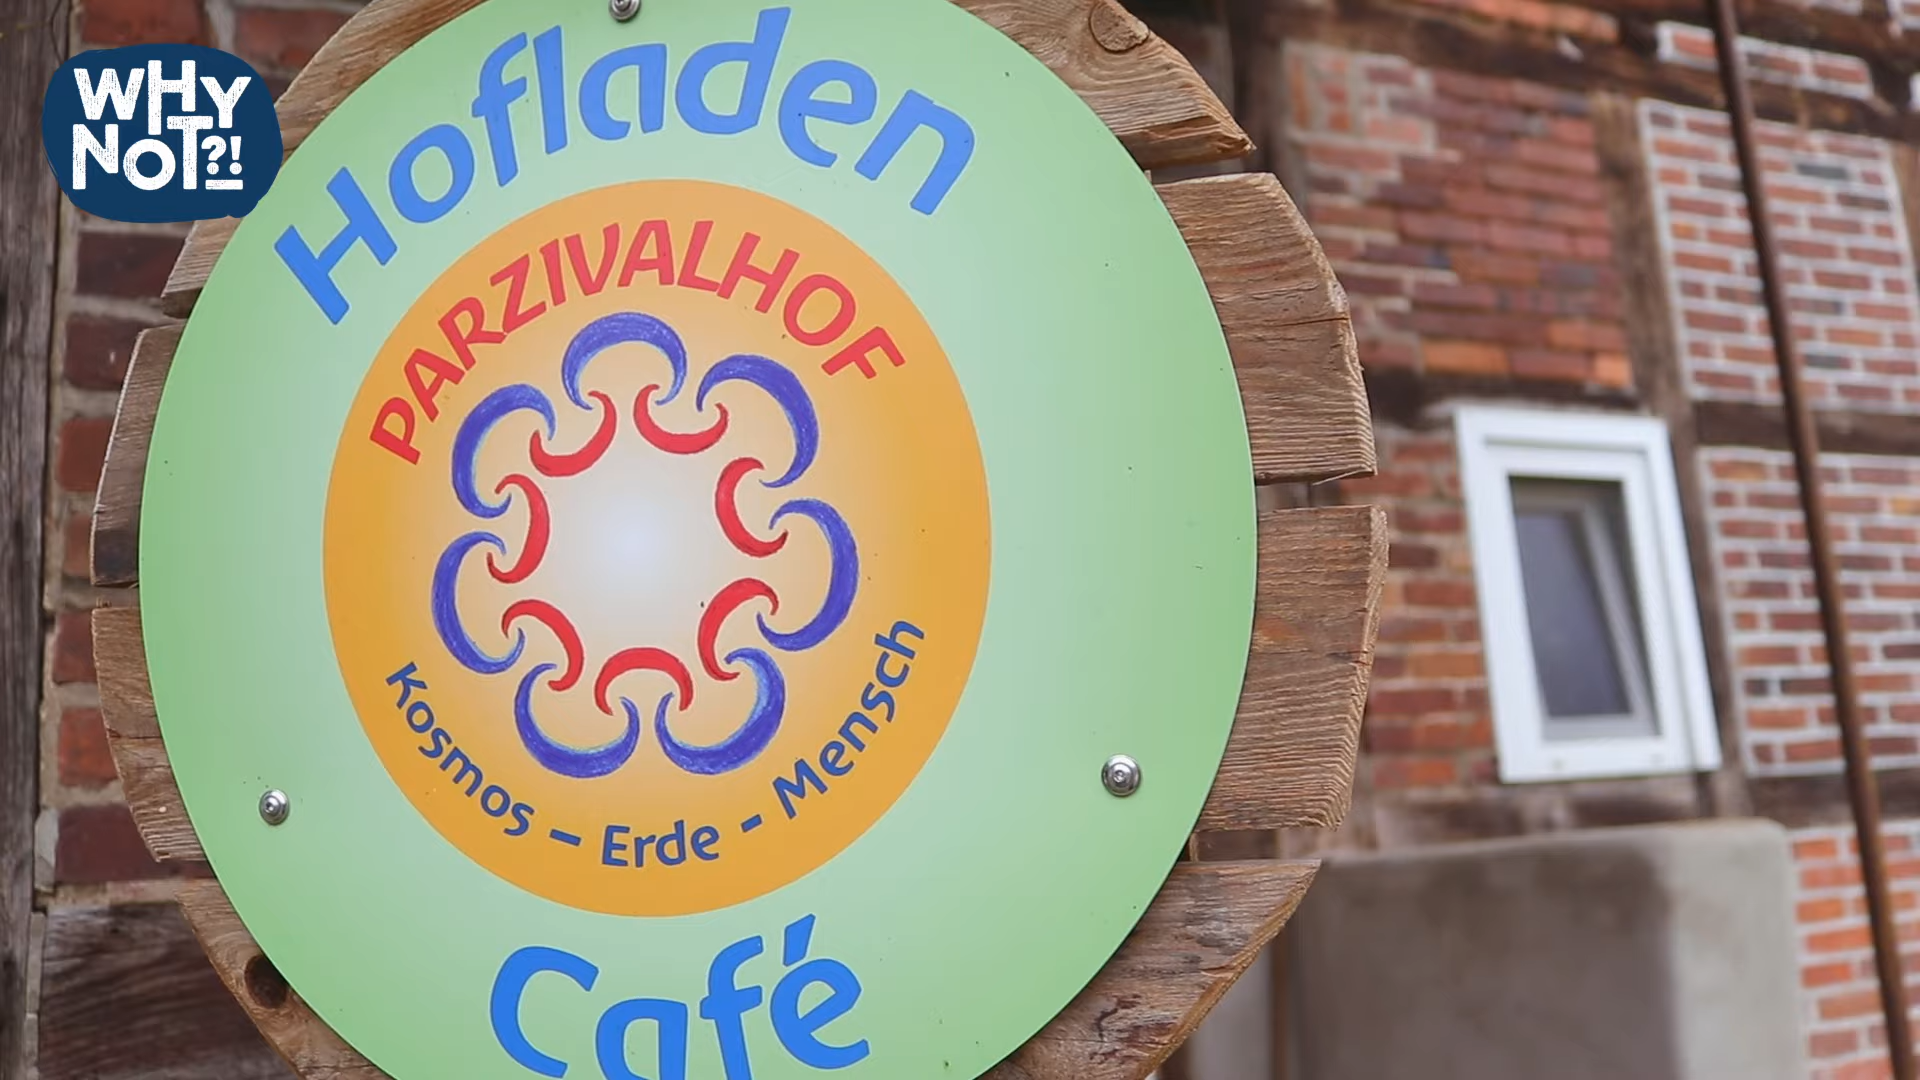 WHY
NOT?!
Hofladen
PARZIVALHOF
Kosmos – Erde - Mensch
Café